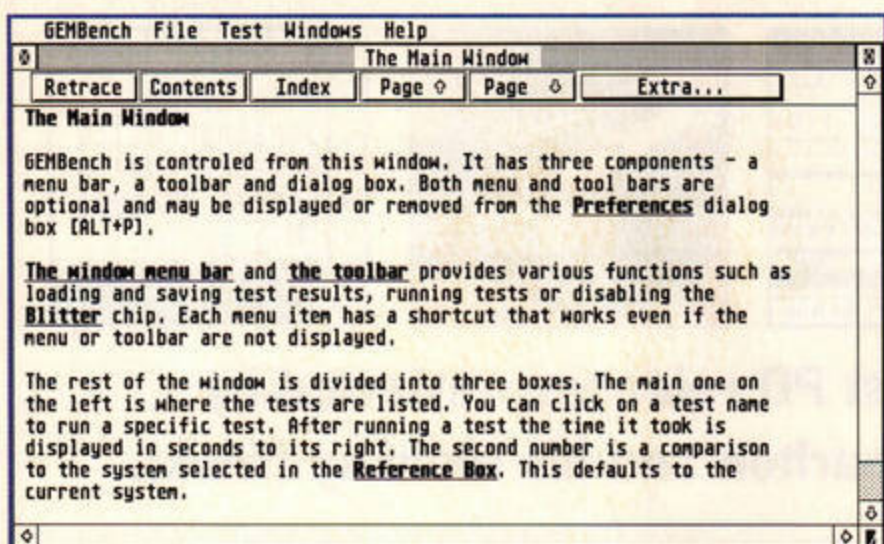 GEMBench File Test Windows Help
The Main Window
Retrace Contents Index Page Page Extra...
The Main Window
GEMBench is controled from this window. It has three components - a
menu bar, a toolbar and dialog box. Both menu and tool bars are
optional and may be displayed or removed from the Preferences dialog
box [ALT+P].
The window menu bar and the toolbar provides various functions such as
loading and saving test results, running tests or disabling the
Blitter chip. Each menu item has a shortcut that works even if the
menu or toolbar are not displayed.
The rest of the window is divided into three boxes. The main one on
the left is where the tests are listed. You can click on a test name
to run a specific test. After running a test the time it took is
displayed in seconds to its right. The second number is a comparison
to the system selected in the Reference Box. This defaults to the
current system.